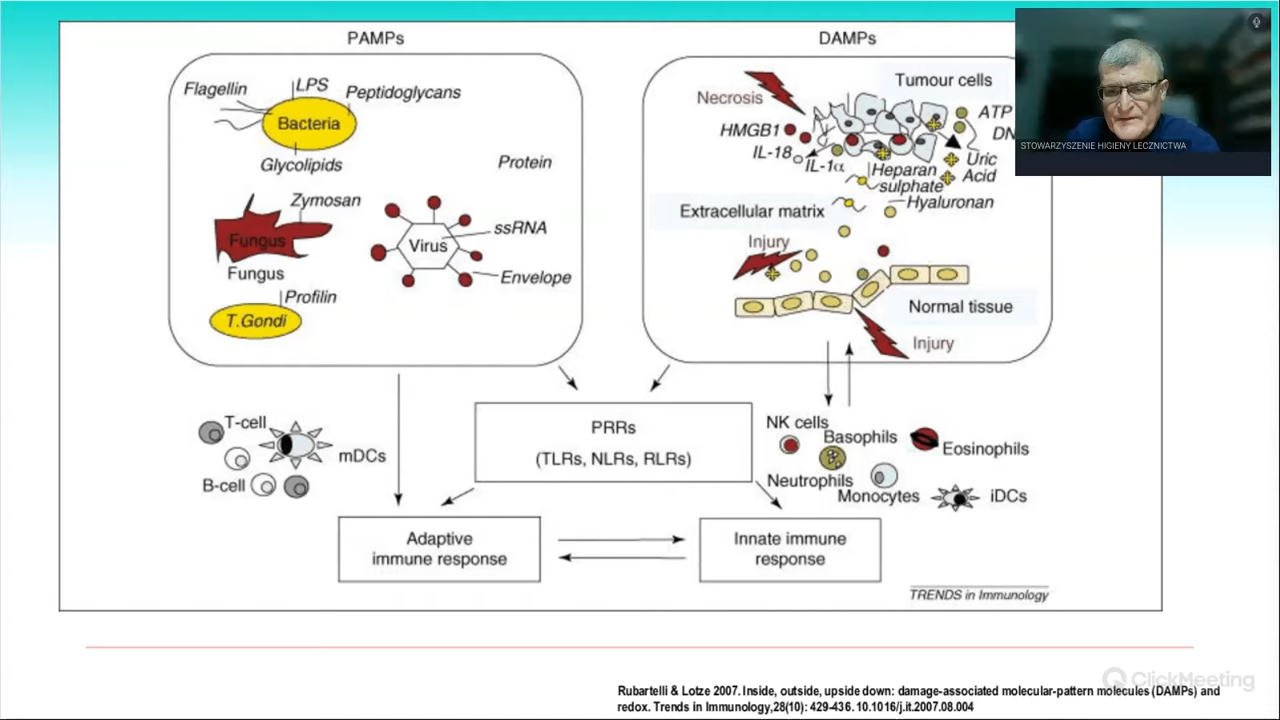 PAMPs
DAMPs
Flagellin
LPS
Peptidoglycans
Bacteria
Glycolipids
Protein
Zymosan
Fungus
Fungus
Virus
ssRNA
Envelope
Profilin
T.Gondi
Tumour cells
Necrosis
ATP
HMGB1
IL-18
IL-1α
Heparan
sulphate
Uric
Acid
Hyaluronan
Extracellular matrix
Injury
Normal tissue
Injury
STOWARZYSZENIE HIGIENY LECZNICTWA
T-cell
mDCs
B-cell
PRRs
(TLRs, NLRs, RLRs)
NK cells
Basophils
Eosinophils
Neutrophils
Monocytes
iDCs
Adaptive
immune response
Innate immune
response
TRENDS in Immunology
ClickMeeting
Rubartelli & Lotze 2007. Inside, outside, upside down: damage-associated molecular-pattern molecules (DAMPs) and
redox. Trends in Immunology,28(10): 429-436. 10.1016/j.it.2007.08.004